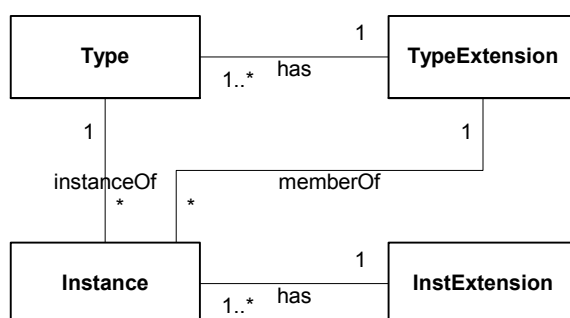 Type
1
TypeExtension
1..*
has
1
1
instanceOf
memberOf
*
*
Instance
1
InstExtension
1..*
has